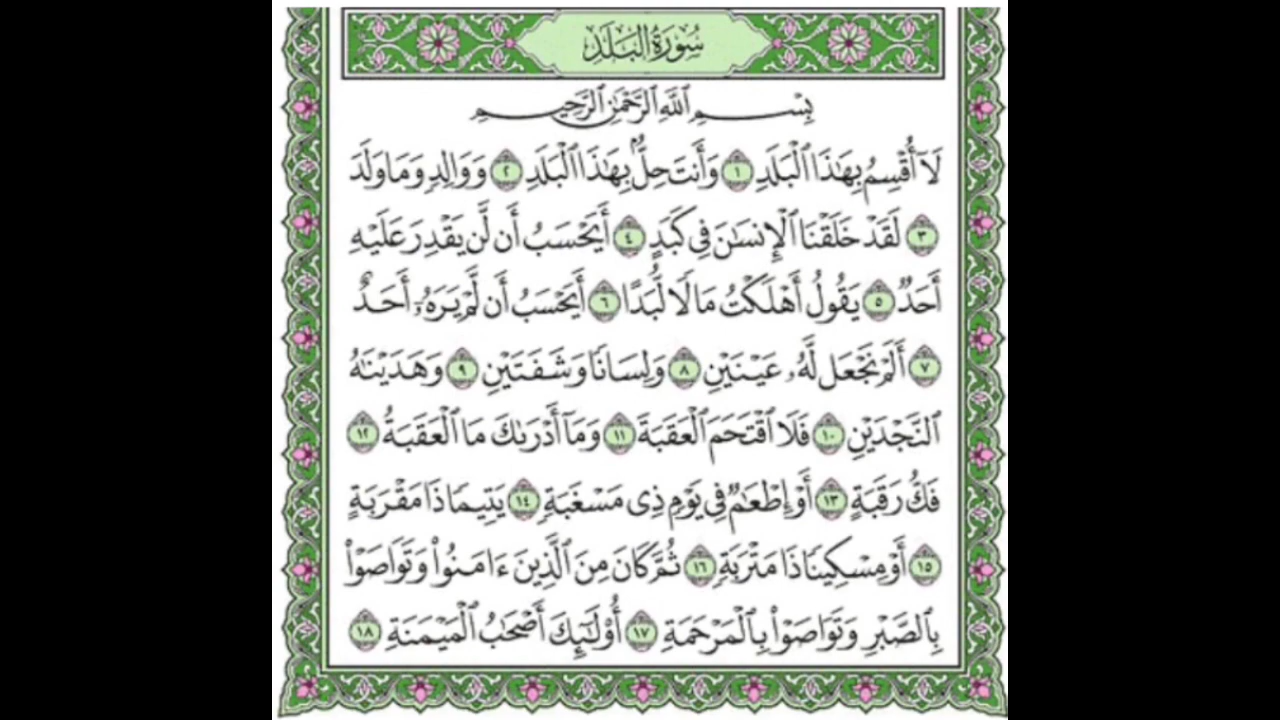 سُورَةُ الْبَلَدِ
بِسْمِ ٱللَّهِ ٱلرَّحْمَٰنِ ٱلرَّحِيمِ
لَآ أُقْسِمُ بِهَٰذَا ٱلْبَلَدِ ١ وَأَنتَ حِلٌّۢ بِهَٰذَا ٱلْبَلَدِ ٢ وَوَالِدٍ وَمَا وَلَدَ
٣ لَقَدْ خَلَقْنَا ٱلْإِنسَٰنَ فِى كَبَدٍ ٤ أَيَحْسَبُ أَن لَّن يَقْدِرَ عَلَيْهِ
أَحَدٌ ٥ يَقُولُ أَهْلَكْتُ مَالًا لُّبَدًا ٦ أَيَحْسَبُ أَن لَّمْ يَرَهُۥٓ أَحَدٌ
٧ أَلَمْ نَجْعَل لَّهُۥ عَيْنَيْنِ ٨ وَلِسَانًا وَشَفَتَيْنِ ٩ وَهَدَيْنَٰهُ
ٱلنَّجْدَيْنِ ١٠ فَلَا ٱقْتَحَمَ ٱلْعَقَبَةَ ١١ وَمَآ أَدْرَىٰكَ مَا ٱلْعَقَبَةُ ١٢
فَكُّ رَقَبَةٍ ١٣ أَوْ إِطْعَٰمٌ فِى يَوْمٍ ذِى مَسْغَبَةٍ ١٤ يَتِيمًا ذَا مَقْرَبَةٍ
١٥ أَوْ مِسْكِينًا ذَا مَتْرَبَةٍ ١٦ ثُمَّ كَانَ مِنَ ٱلَّذِينَ ءَامَنُوا۟ وَتَوَاصَوْا۟
بِٱلصَّبْرِ وَتَوَاصَوْا۟ بِٱلْمَرْحَمَةِ ١٧ أُو۟لَٰٓئِكَ أَصْحَٰبُ ٱلْمَيْمَنَةِ ١٨